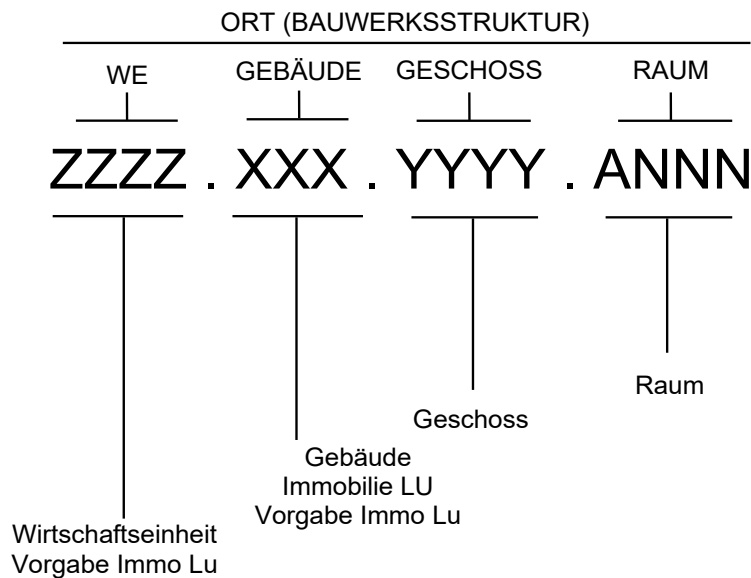 ORT (BAUWERKSSTRUKTUR)
WE GEBÄUDE GESCHOSS RAUM
ZZZZ . XXX . YYYY . ANNN
Raum
Geschoss
Gebäude
Immobilie LU
Vorgabe Immo Lu
Wirtschaftseinheit
Vorgabe Immo Lu